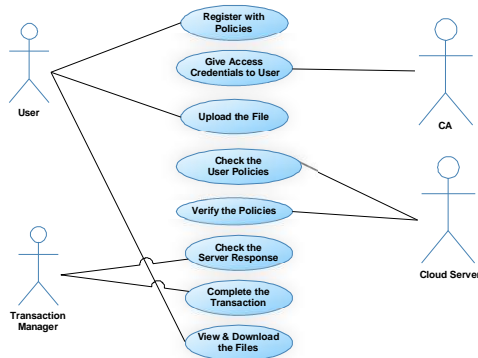 Register with
Policies
Give Access
Credentials to User
User
CA
Upload the File
Check the
User Policies
Verify the Policies
Check the
Server Response
Cloud Server
Complete the
Transaction
Transaction
Manager
View & Download
the Files